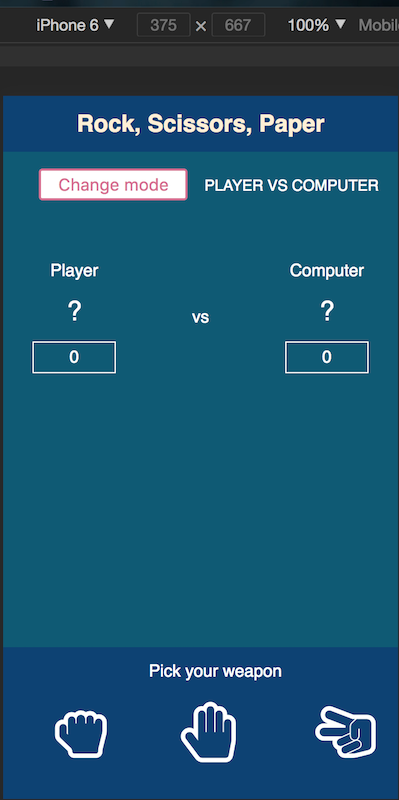 iPhone 6 ▼ 375 × 667 100% ▼ Mobil
Rock, Scissors, Paper
Change mode PLAYER VS COMPUTER
Player Computer
? vs ?
0 0
Pick your weapon